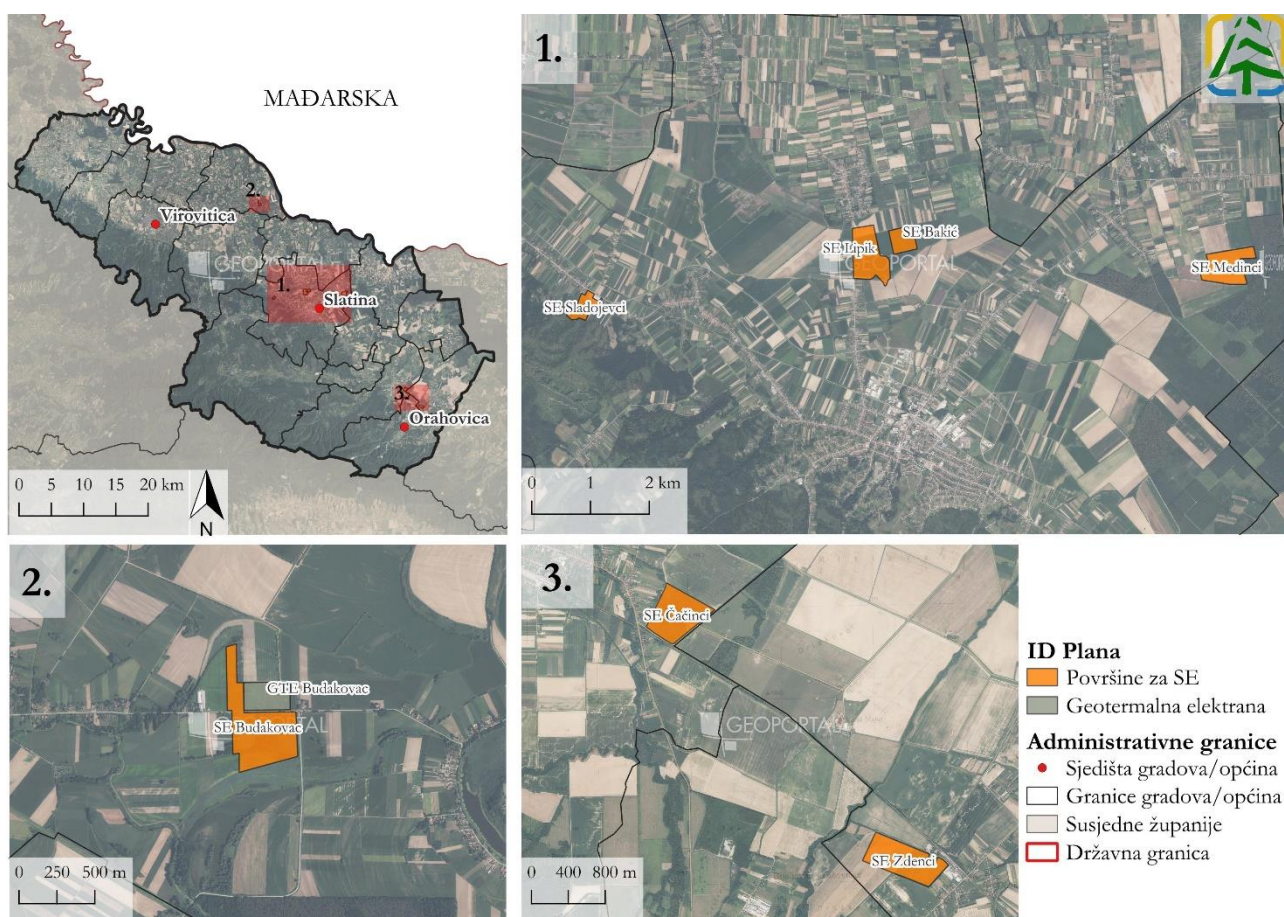 MAĐARSKA
2.
Virovitica
GEOPORTAL
1.
Slatina
3.
Orahovica
0 5 10 15 20 km
N
1.
SE Lipik
SE Bakić
GEOPORTAL
SE Medinci
SE Sladojevci
0 1 2 km
2.
GTE Budakovac
SE Budakovac
0 250 500 m
3.
SE Čačinci
GEOPORTAL
SE Zdenci
0 400 800 m
ID Plana
Površine za SE
Geotermalna elektrana
Administrativne granice
Sjedišta gradova/općina
Granice gradova/općina
Susjedne županije
Državna granica